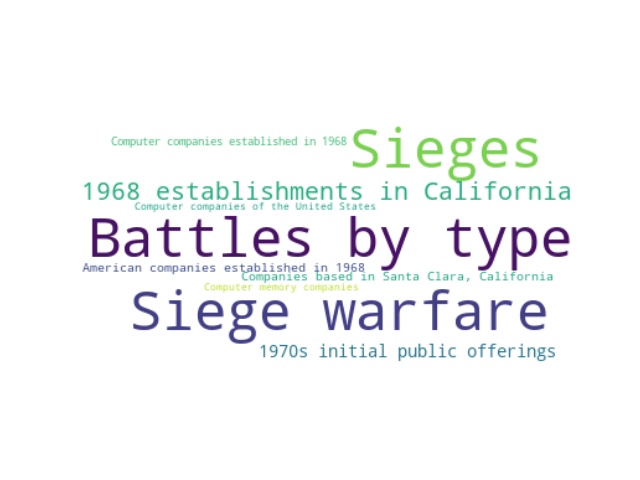 Computer companies established in 1968
Sieges
1968 establishments in California
Computer companies of the United States
Battles by type
American companies established in 1968
Companies based in Santa Clara, California
Computer memory companies
Siege warfare
1970s initial public offerings